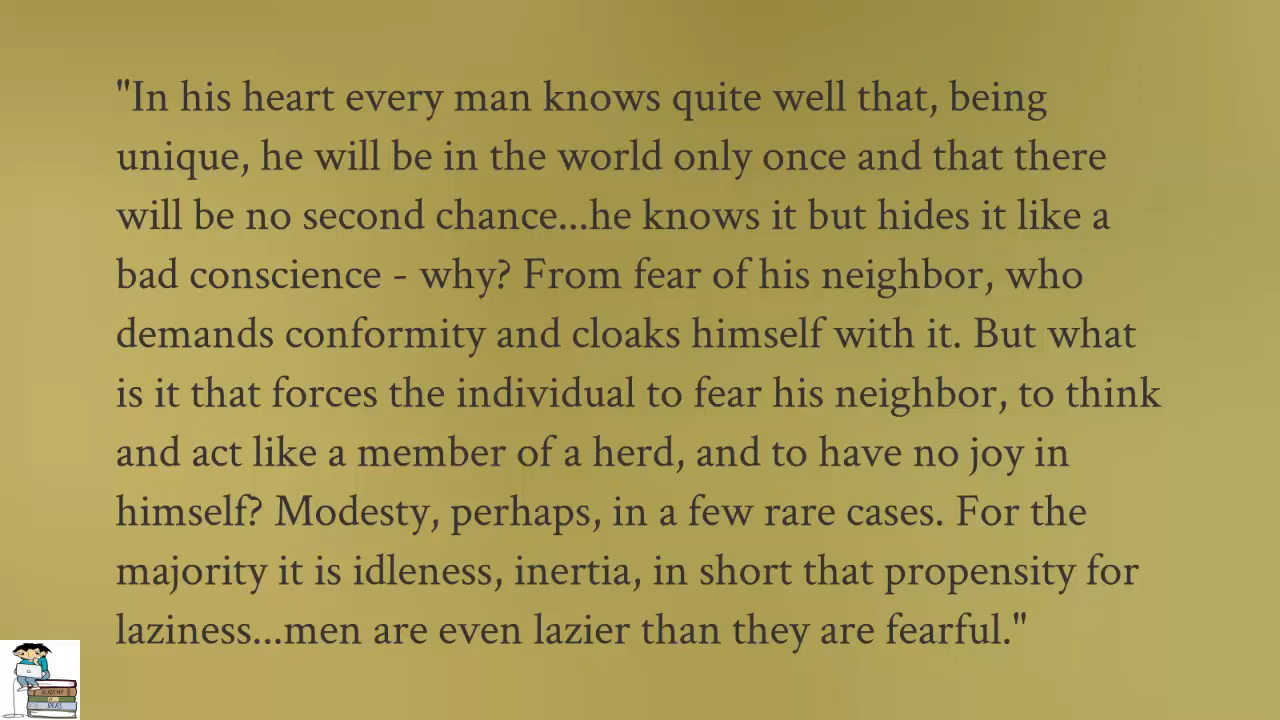 "In his heart every man knows quite well that, being
unique, he will be in the world only once and that there
will be no second chance...he knows it but hides it like a
bad conscience - why? From fear of his neighbor, who
demands conformity and cloaks himself with it. But what
is it that forces the individual to fear his neighbor, to think
and act like a member of a herd, and to have no joy in
himself? Modesty, perhaps, in a few rare cases. For the
majority it is idleness, inertia, in short that propensity for
laziness...men are even lazier than they are fearful."
ACADEMY
OF
IDEAS